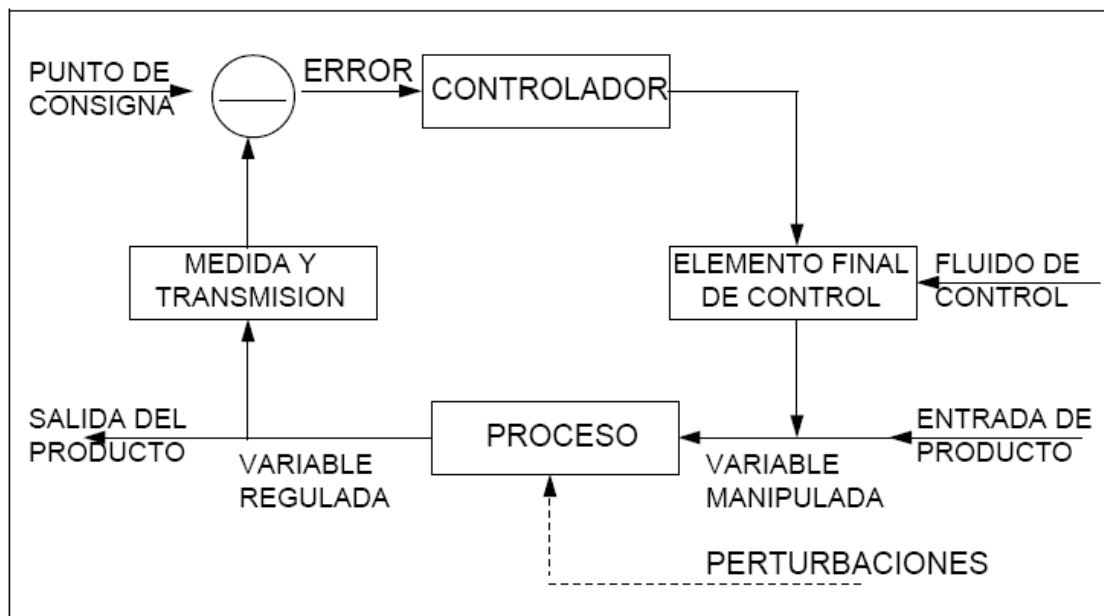 PUNTO DE
CONSIGNA
ERROR
CONTROLADOR
MEDIDA Y
TRANSMISION
ELEMENTO FINAL
DE CONTROL
FLUIDO DE
CONTROL
SALIDA DEL
PRODUCTO
VARIABLE
REGULADA
PROCESO
VARIABLE
MANIPULADA
ENTRADA DE
PRODUCTO
PERTURBACIONES